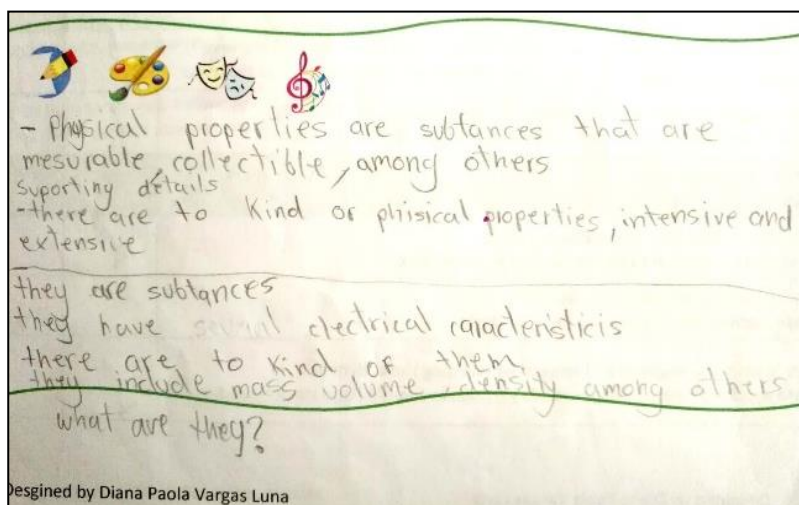 - Physical properties are subtances that are
mesurable, collectible, among others
suporting details
-there are to kind or phisical properties, intensive and
extensive
they are subtances
they have several electrical caracteristicis
there are to kind of them,
they include mass volume, density among others
what are they?
Desgined by Diana Paola Vargas Luna